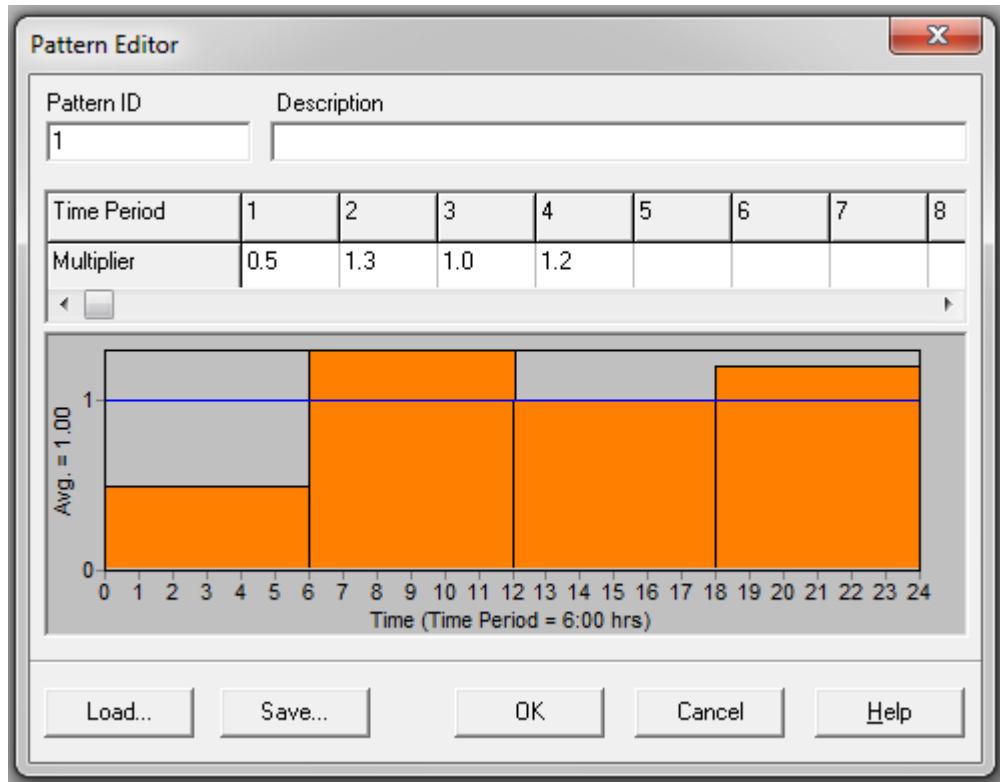 Pattern Editor
Pattern ID Description
1
Time Period 1 2 3 4 5 6 7 8
Multiplier 0.5 1.3 1.0 1.2
Avg. = 1.00
1
0
0 1 2 3 4 5 6 7 8 9 10 11 12 13 14 15 16 17 18 19 20 21 22 23 24
Time (Time Period = 6:00 hrs)
Load... Save... OK Cancel Help